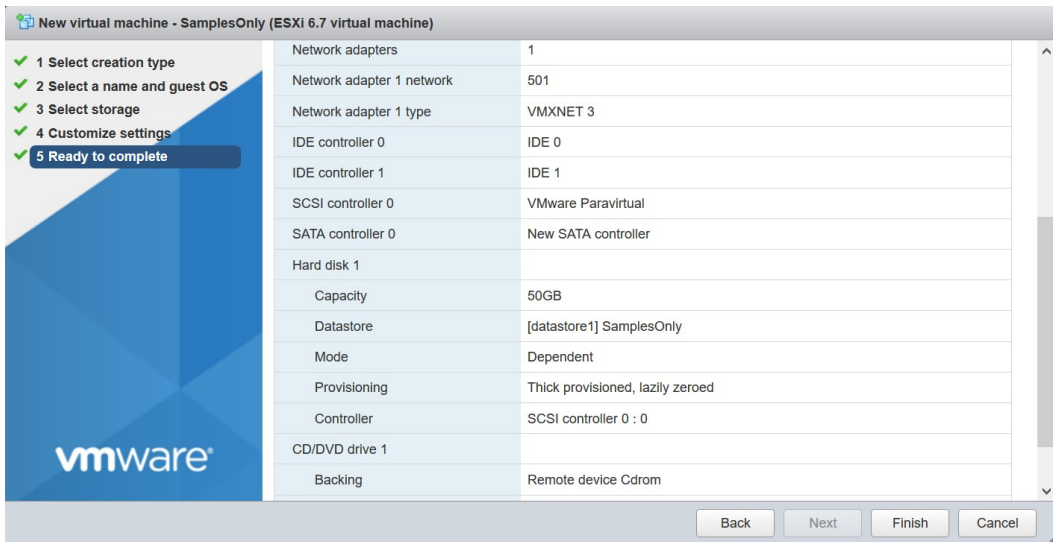 New virtual machine - SamplesOnly (ESXi 6.7 virtual machine)
1 Select creation type
2 Select a name and guest OS
3 Select storage
4 Customize settings
5 Ready to complete
vmware®
Network adapters 1
Network adapter 1 network 501
Network adapter 1 type VMXNET 3
IDE controller 0 IDE 0
IDE controller 1 IDE 1
SCSI controller 0 VMware Paravirtual
SATA controller 0 New SATA controller
Hard disk 1
Capacity 50GB
Datastore [datastore1] SamplesOnly
Mode Dependent
Provisioning Thick provisioned, lazily zeroed
Controller SCSI controller 0 : 0
CD/DVD drive 1
Backing Remote device Cdrom
Back Next Finish Cancel